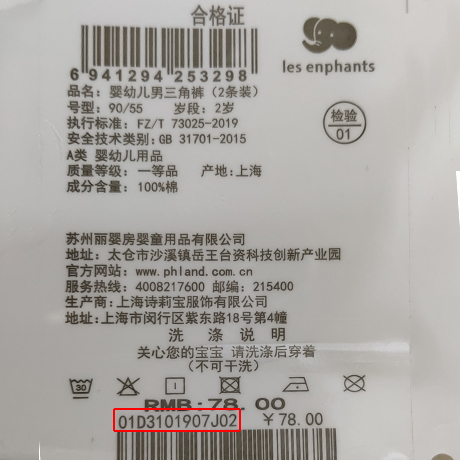 合格证
les enphants
6 941294 253298
品名：婴幼儿男三角裤（2条装）
号型：90/55 岁段：2岁
执行标准：FZ/T 73025-2019
安全技术类别：GB 31701-2015
A类 婴幼儿用品
质量等级：一等品 产地：上海
成分含量：100%棉
检验
01
苏州丽婴房婴童用品有限公司
地址：太仓市沙溪镇岳王台资科技创新产业园
官方网站：www.phland.com.cn
服务热线：4008217600 邮编：215400
生产商：上海诗莉宝服饰有限公司
地址：上海市闵行区紫东路18号第4幢
洗涤说明
关心您的宝宝 请洗涤后穿着
（不可干洗）
30
RMB:78.00
01D3101907J02 ￥78.00